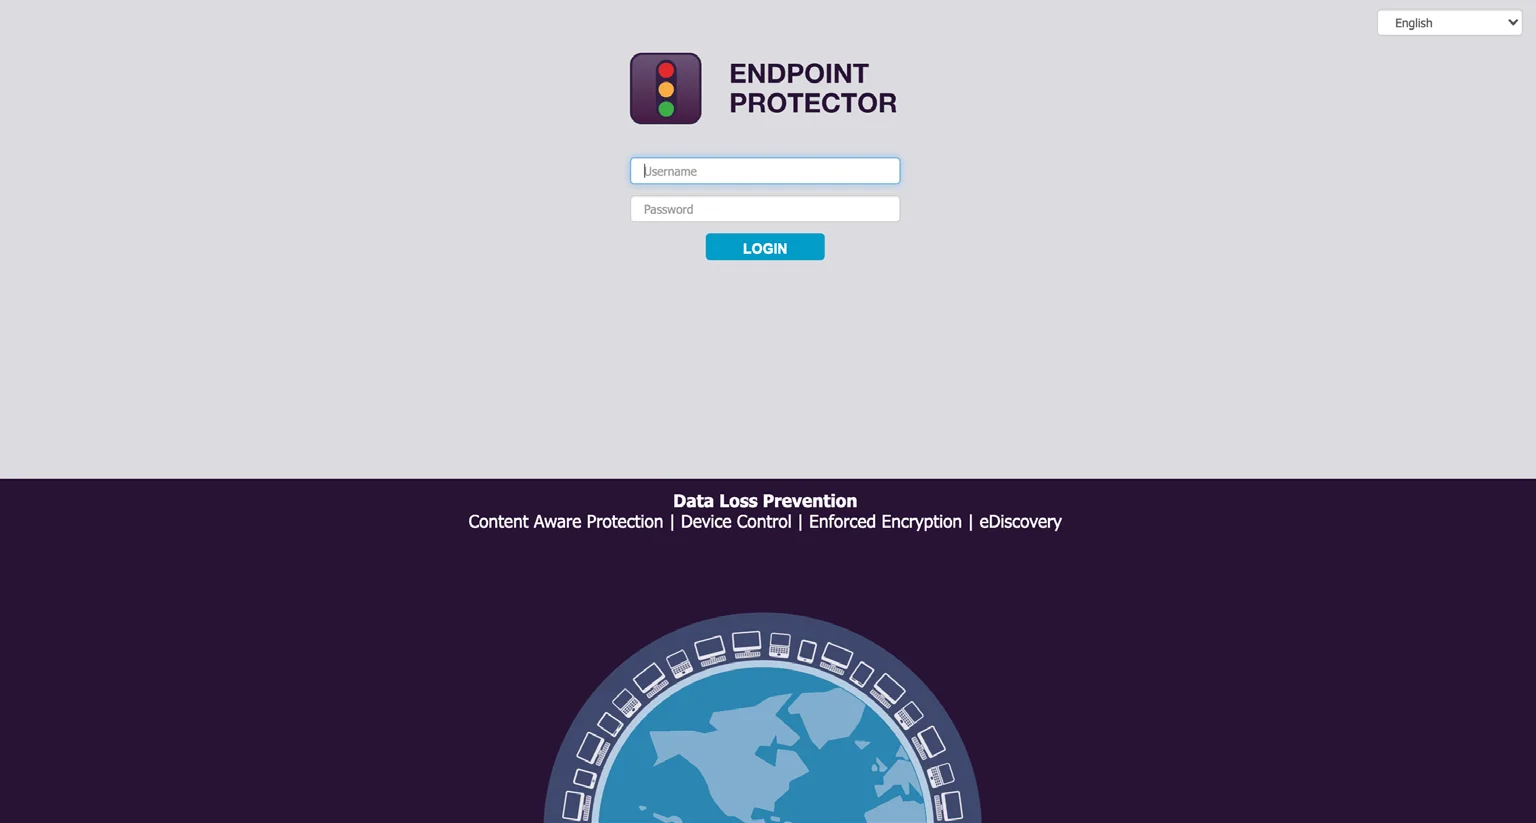 English
ENDPOINT
PROTECTOR
Username
Password
LOGIN
Data Loss Prevention
Content Aware Protection | Device Control | Enforced Encryption | eDiscovery